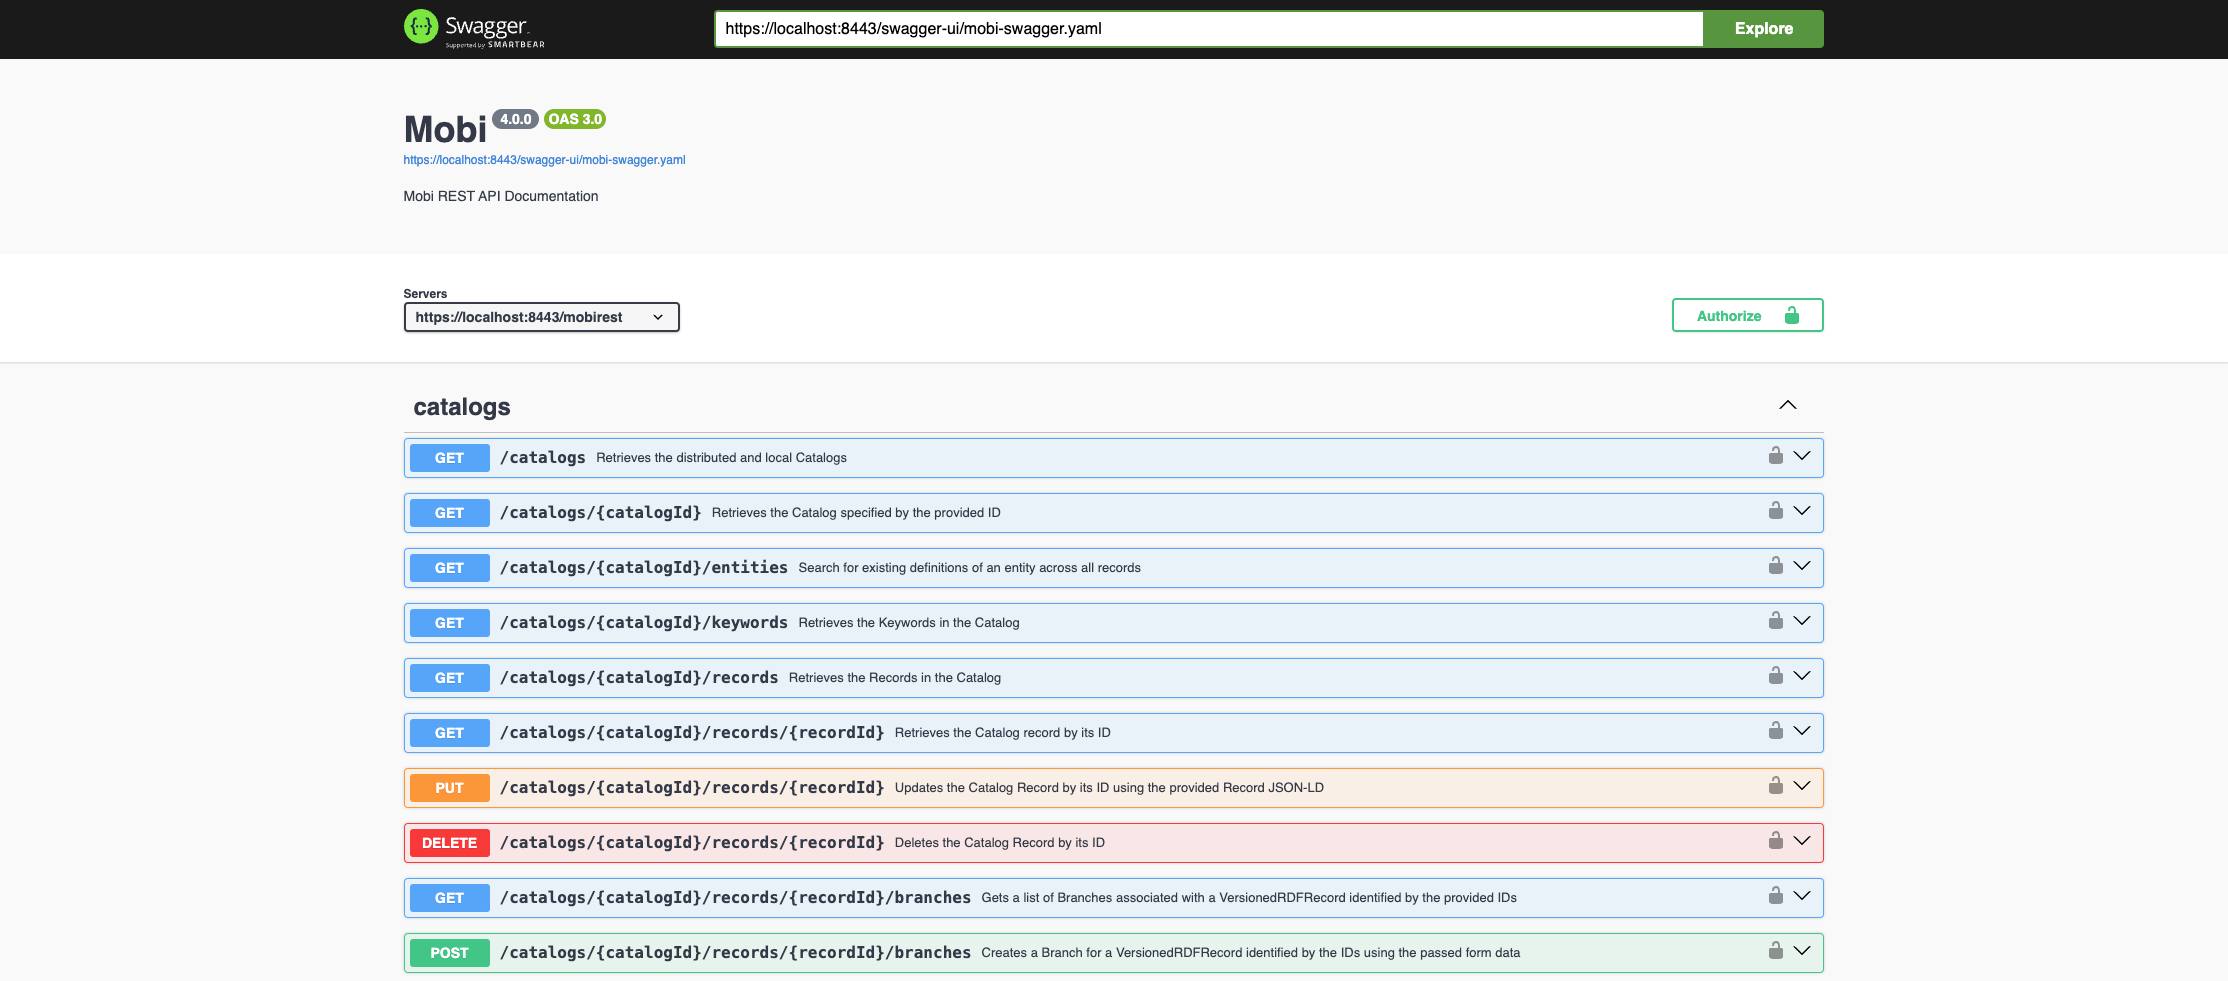 Swagger
Supported by SMARTBEAR
https://localhost:8443/swagger-ui/mobi-swagger.yaml
Explore
Mobi 4.0.0 OAS 3.0
https://localhost:8443/swagger-ui/mobi-swagger.yaml
Mobi REST API Documentation
Servers
https://localhost:8443/mobirest
Authorize
catalogs
GET /catalogs Retrieves the distributed and local Catalogs
GET /catalogs/{catalogId} Retrieves the Catalog specified by the provided ID
GET /catalogs/{catalogId}/entities Search for existing definitions of an entity across all records
GET /catalogs/{catalogId}/keywords Retrieves the Keywords in the Catalog
GET /catalogs/{catalogId}/records Retrieves the Records in the Catalog
GET /catalogs/{catalogId}/records/{recordId} Retrieves the Catalog record by its ID
PUT /catalogs/{catalogId}/records/{recordId} Updates the Catalog Record by its ID using the provided Record JSON-LD
DELETE /catalogs/{catalogId}/records/{recordId} Deletes the Catalog Record by its ID
GET /catalogs/{catalogId}/records/{recordId}/branches Gets a list of Branches associated with a VersionedRDFRecord identified by the provided IDs
POST /catalogs/{catalogId}/records/{recordId}/branches Creates a Branch for a VersionedRDFRecord identified by the IDs using the passed form data